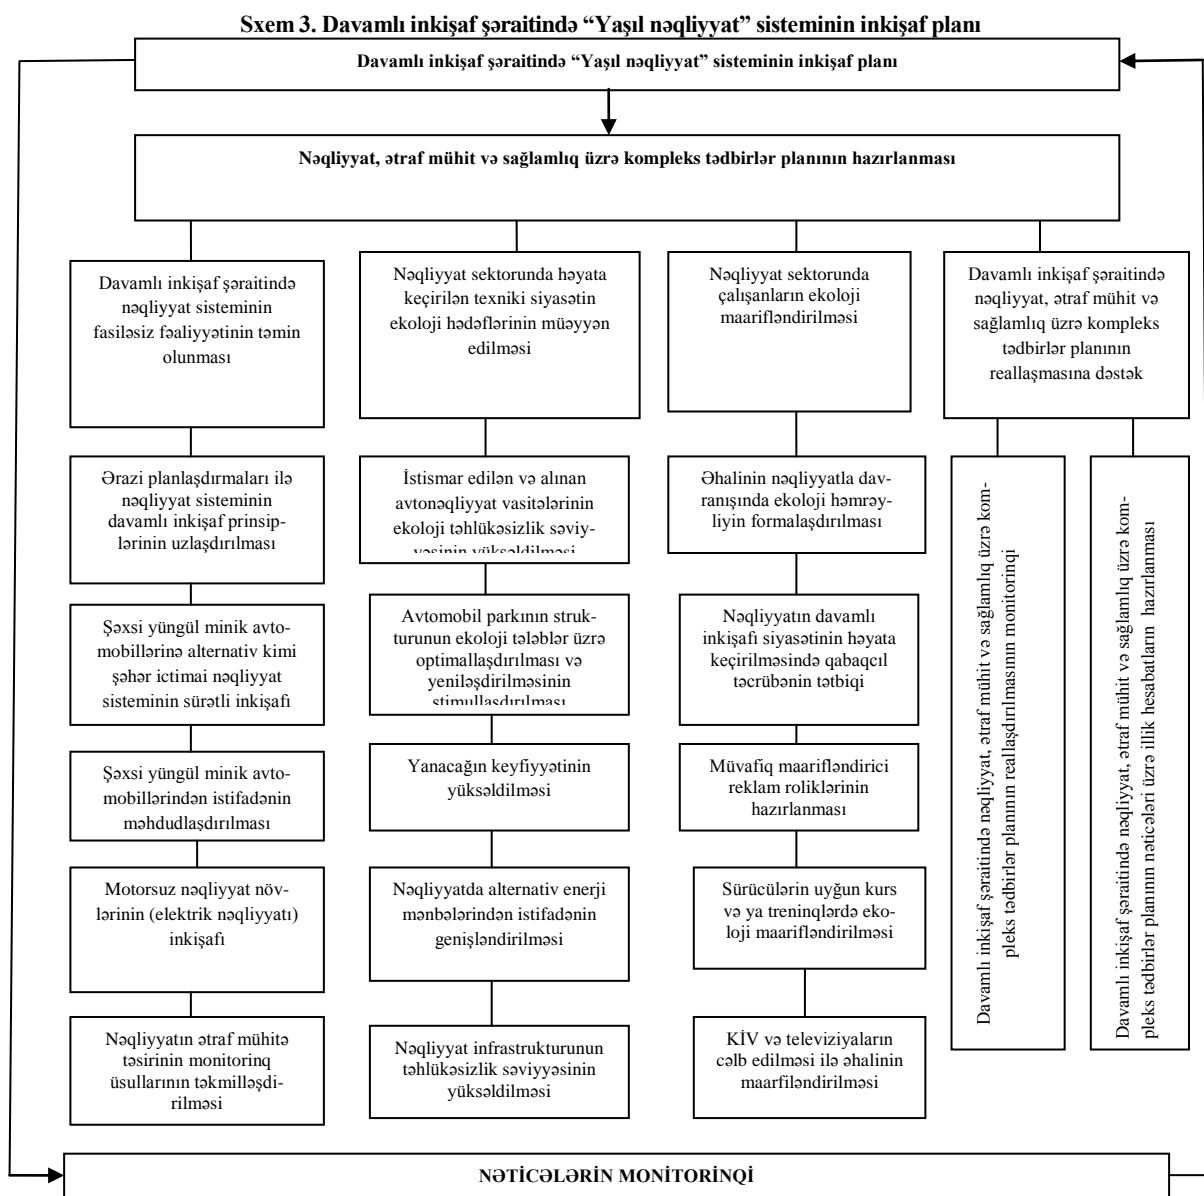 Sxem 3. Davamlı inkişaf şəraitində “Yaşıl nəqliyyat” sisteminin inkişaf planı
Davamlı inkişaf şəraitində “Yaşıl nəqliyyat” sisteminin inkişaf planı
Nəqliyyat, ətraf mühit və sağlamlıq üzrə kompleks tədbirlər planının hazırlanması
Davamlı inkişaf şəraitində
nəqliyyat sisteminin
fasiləsiz fəaliyyətinin təmin
olunması
Ərazi planlaşdırmaları ilə
nəqliyyat sisteminin
davamlı inkişaf prinsip-
lərinin uzlaşdırılması
Şəxsi yüngül minik avto-
mobillərinə alternativ kimi
şəhər ictimai nəqliyyat
sisteminin sürətli inkişafı
Şəxsi yüngül minik avto-
mobillərindən istifadənin
məhdudlaşdırılması
Motorsuz nəqliyyat növ-
lərinin (elektrik nəqliyyatı)
inkişafı
Nəqliyyatın ətraf mühitə
təsirinin monitorinq
üsullarının təkmilləşdi-
rilməsi
Nəqliyyat sektorunda həyata
keçirilən texniki siyasətin
ekoloji hədəflərinin müəyyən
edilməsi
İstismar edilən və alınan
avtonəqliyyat vasitələrinin
ekoloji təhlükəsizlik səviy-
yəsinin yüksəldilməsi
Avtomobil parkının struk-
turunun ekoloji tələblər üzrə
optimallaşdırılması və
yeniləşdirilməsinin
stimullaşdırılması
Yanacağın keyfiyyətinin
yüksəldilməsi
Nəqliyyatda alternativ enerji
mənbələrindən istifadənin
genişləndirilməsi
Nəqliyyat infrastrukturunun
təhlükəsizlik səviyyəsinin
yüksəldilməsi
Nəqliyyat sektorunda
çalışanların ekoloji
maarifləndirilməsi
Əhalinin nəqliyyatla dav-
ranışında ekoloji həmrəy-
liyin formalaşdırılması
Nəqliyyatın davamlı
inkişafı siyasətinin həyata
keçirilməsində qabaqcıl
təcrübənin tətbiqi
Müvafiq maarifləndirici
reklam roliklərinin
hazırlanması
Sürücülərin uyğun kurs
və ya treninqlərdə eko-
loji maarifləndirilməsi
KİV və televiziyaların
cəlb edilməsi ilə əhalinin
maarfiləndirilməsi
Davamlı inkişaf şəraitində
nəqliyyat, ətraf mühit və
sağlamlıq üzrə kompleks
tədbirlər planının
reallaşmasına dəstək
Davamlı inkişaf şəraitində nəqliyyat, ətraf mühit və sağlamlıq üzrə kom-
pleks tədbirlər planının reallaşdırılmasının monitorinqi
Davamlı inkişaf şəraitində nəqliyyat, ətraf mühit və sağlamlıq üzrə kom-
pleks tədbirlər planının nəticələri üzrə illik hesabatların hazırlanması
NƏTİCƏLƏRİN MONİTORİNQİ